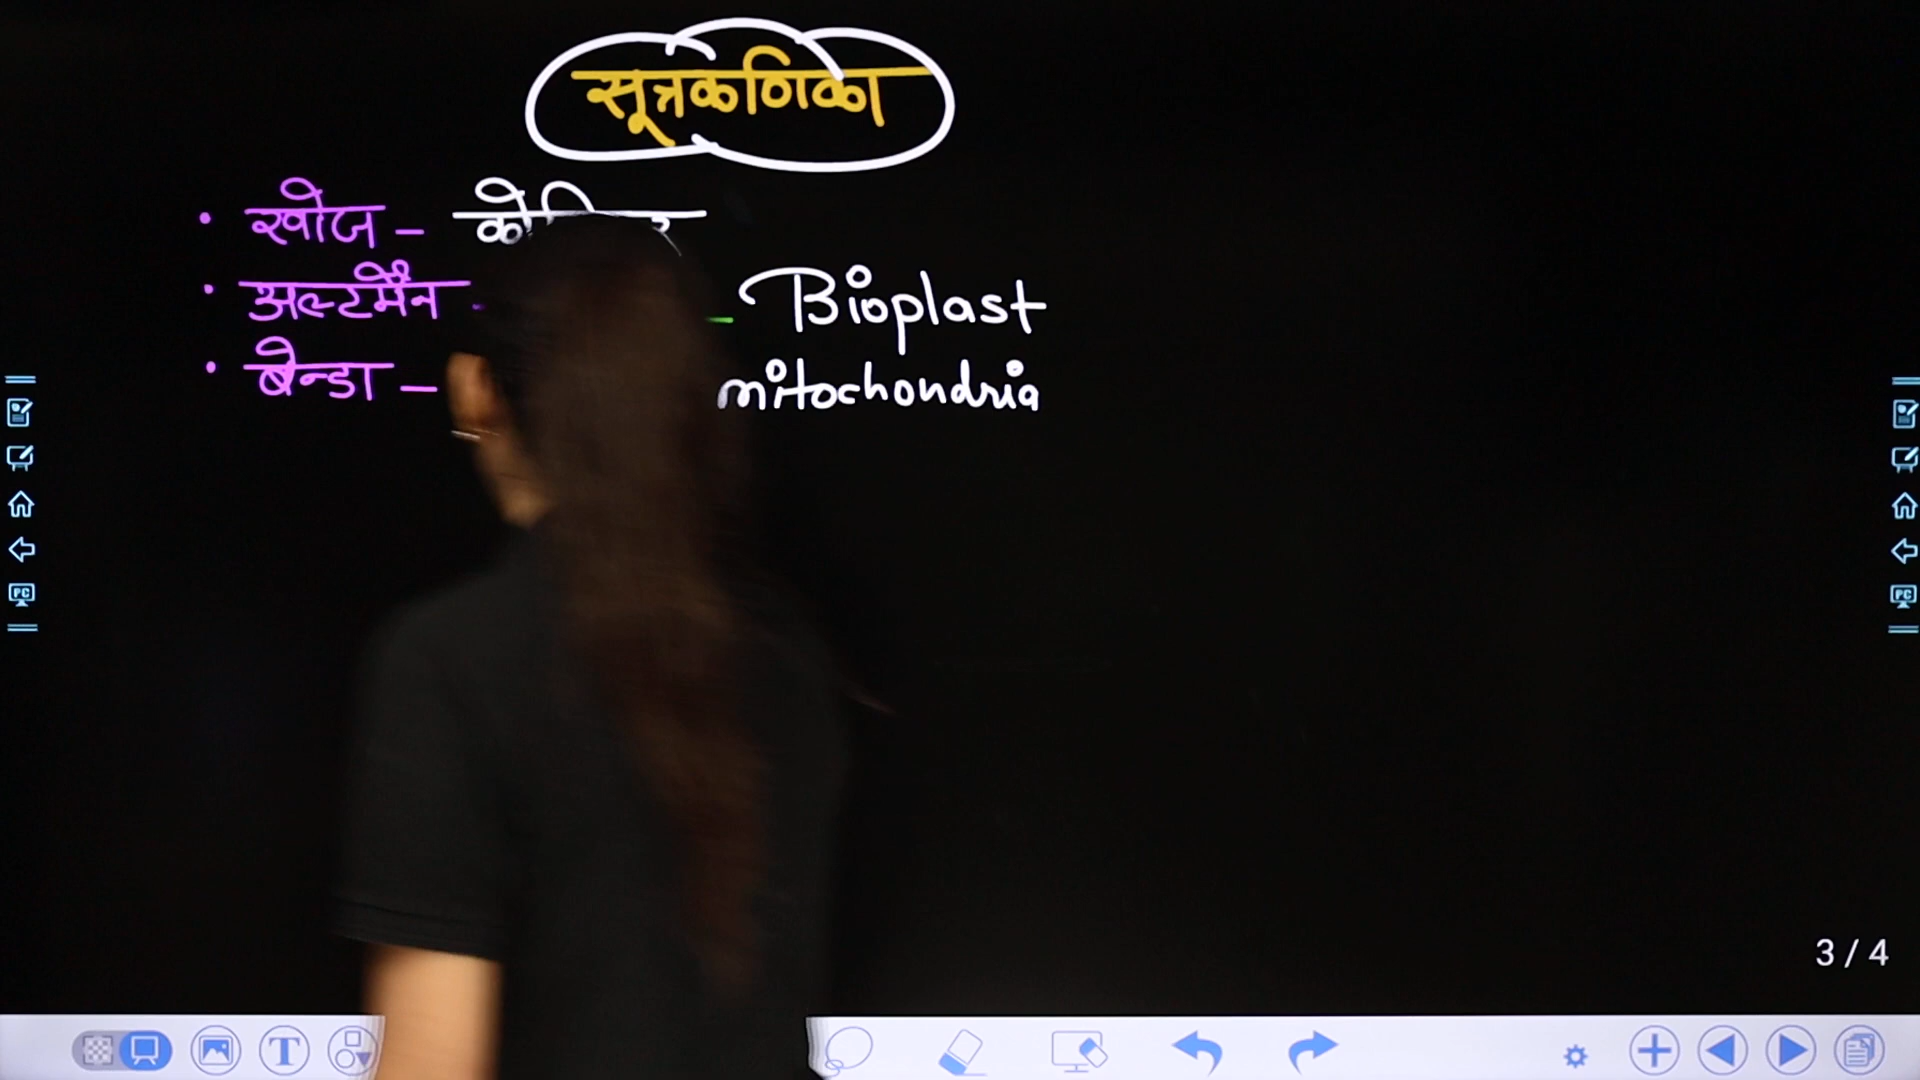 सूत्रकणिका
• खोज –
• अल्टमैन - – Bioplast
• बेन्डा – mitochondria
3 / 4